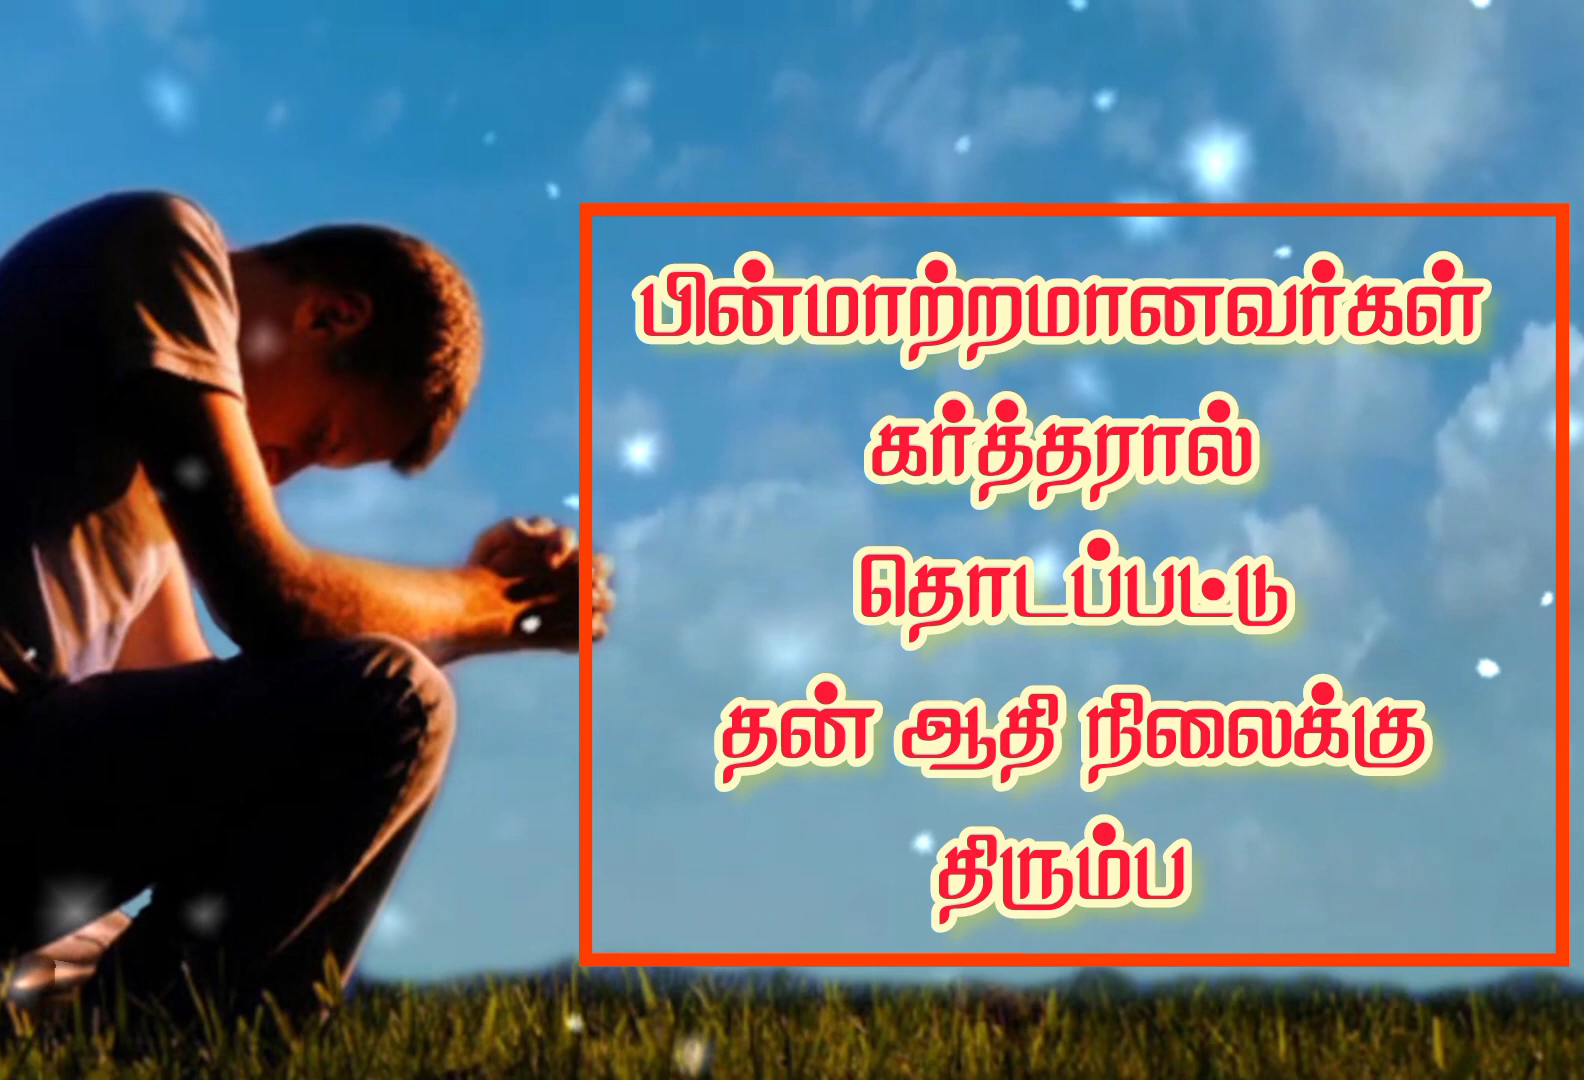 பின்மாற்றமானவர்கள்
கர்த்தரால்
தொடப்பட்டு
தன் ஆதி நிலைக்கு
திரும்ப